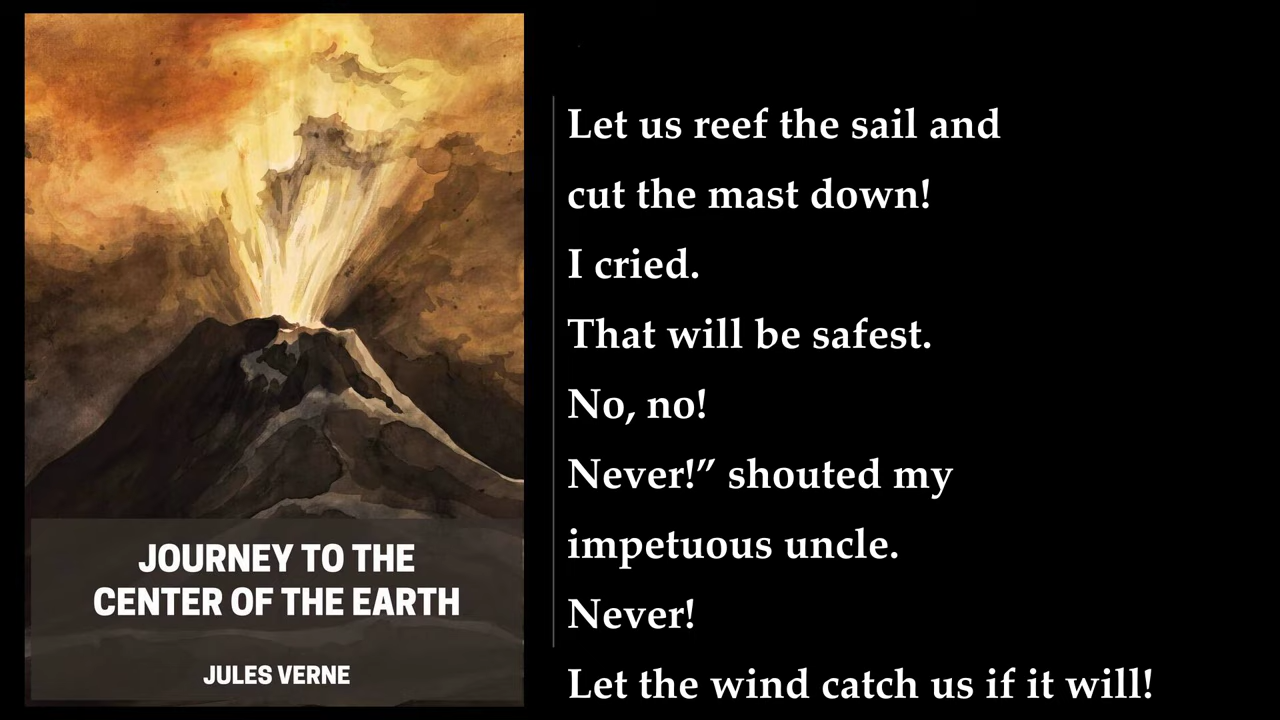 JOURNEY TO THE
CENTER OF THE EARTH
JULES VERNE
Let us reef the sail and
cut the mast down!
I cried.
That will be safest.
No, no!
Never!” shouted my
impetuous uncle.
Never!
Let the wind catch us if it will!